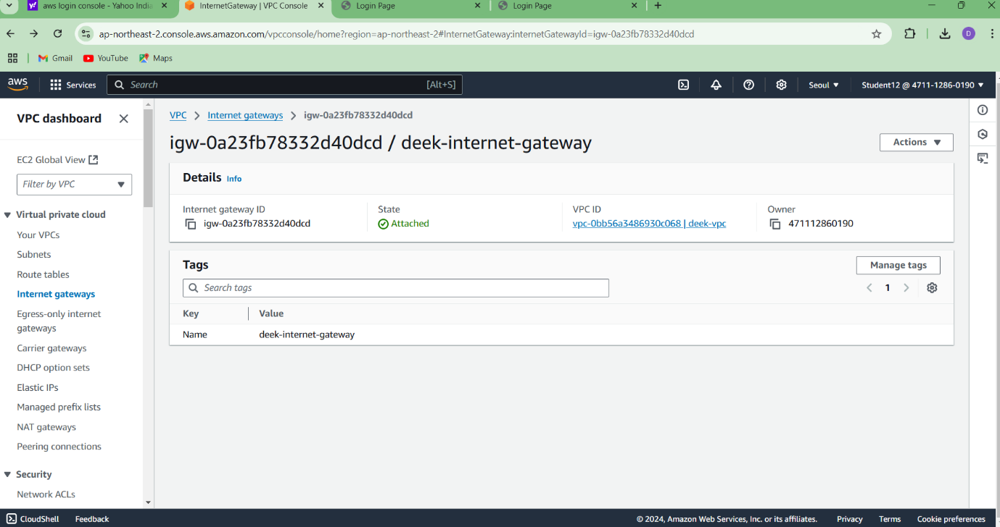 aws login console - Yahoo India
InternetGateway | VPC Console
Login Page
Login Page
ap-northeast-2.console.aws.amazon.com/vpcconsole/home?region=ap-northeast-2#InternetGateway:internetGatewayId=igw-0a23fb78332d40dcd
D
Gmail
YouTube
Maps
aws
Services
Search
[Alt+S]
Seoul
Student12 @ 4711-1286-0190
VPC dashboard
EC2 Global View
Filter by VPC
Virtual private cloud
Your VPCs
Subnets
Route tables
Internet gateways
Egress-only internet
gateways
Carrier gateways
DHCP option sets
Elastic IPs
Managed prefix lists
NAT gateways
Peering connections
Security
Network ACLs
VPC > Internet gateways > igw-0a23fb78332d40dcd
igw-0a23fb78332d40dcd / deek-internet-gateway
Actions
Details Info
Internet gateway ID
igw-0a23fb78332d40dcd
State
Attached
VPC ID
vpc-0bb56a3486930c068 | deek-vpc
Owner
471112860190
Tags
Manage tags
Search tags
1
Key
Value
Name
deek-internet-gateway
CloudShell
Feedback
© 2024, Amazon Web Services, Inc. or its affiliates.
Privacy
Terms
Cookie preferences